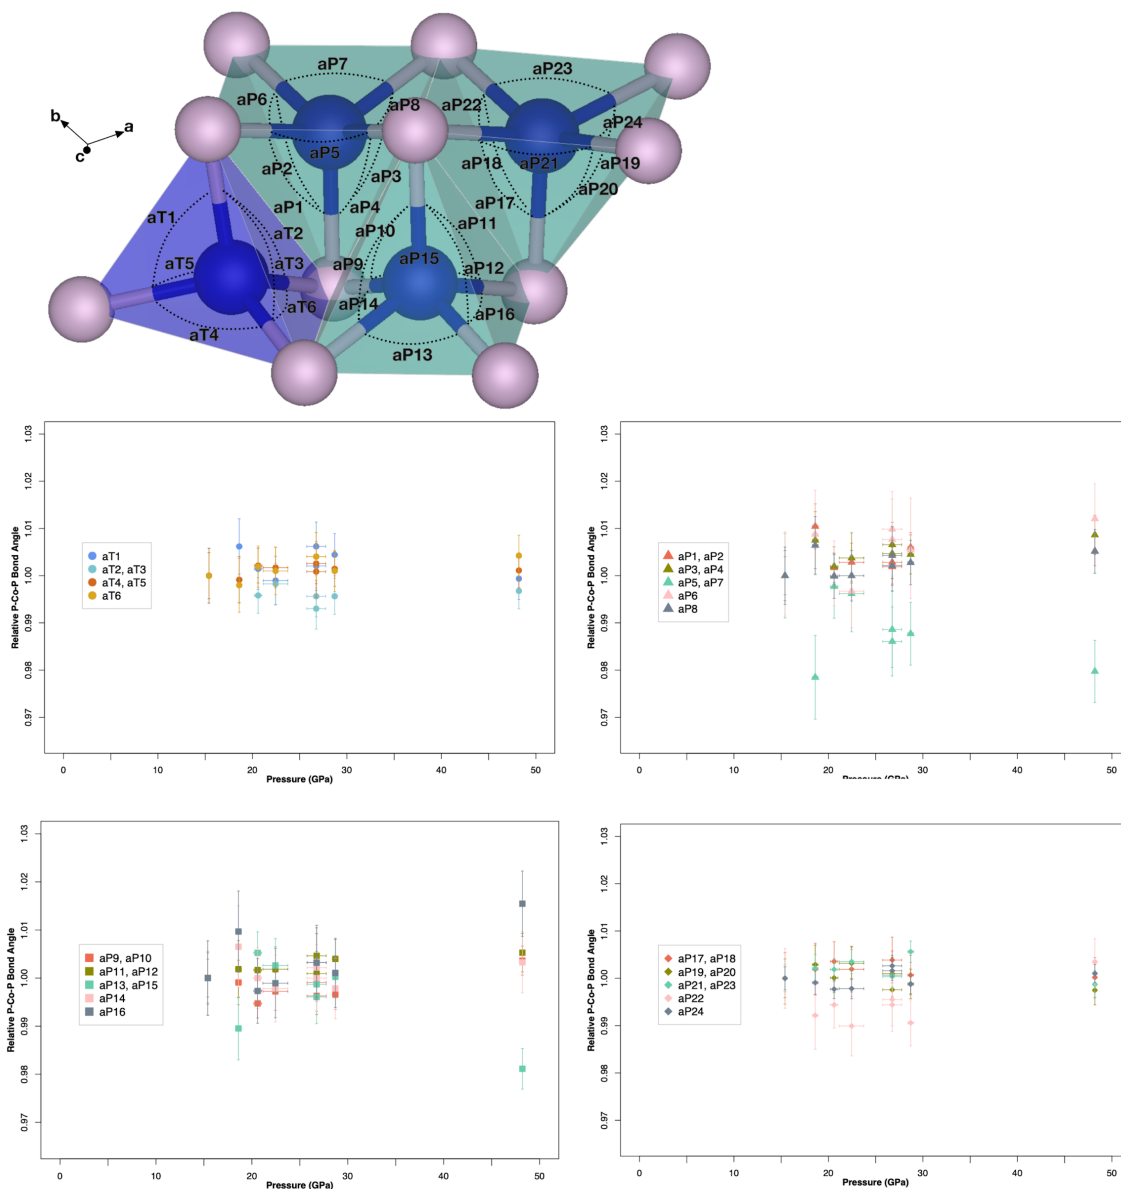 aP7
aP23
aP6
aP8
aP22
aP24
b
a
c
aP5
aP18
aP21
aP19
aP2
aP3
aP20
aP1
aP4
aP17
aP11
aT1
aT2
aP10
aT5
aT3
aP9
aP15
aP12
aT6
aP14
aP16
aT4
aP13
Relative P-Co-P Bond Angle
1.03
1.02
1.01
1.00
0.99
0.98
0.97
aT1
aT2, aT3
aT4, aT5
aT6
0
20
30
40
50
Pressure (GPa)
Relative P-Co-P Bond Angle
1.03
1.02
1.01
1.00
0.99
0.98
0.97
aP1, aP2
aP3, aP4
aP5, aP7
aP6
aP8
0
20
30
40
50
Pressure (GPa)
Relative P-Co-P Bond Angle
1.03
1.02
1.01
1.00
0.99
0.98
0.97
aP9, aP10
aP11, aP12
aP13, aP15
aP14
aP16
0
20
30
40
50
Pressure (GPa)
Relative P-Co-P Bond Angle
1.03
1.02
1.01
1.00
0.99
0.98
0.97
aP17, aP18
aP19, aP20
aP21, aP23
aP22
aP24
0
20
30
40
50
Pressure (GPa)